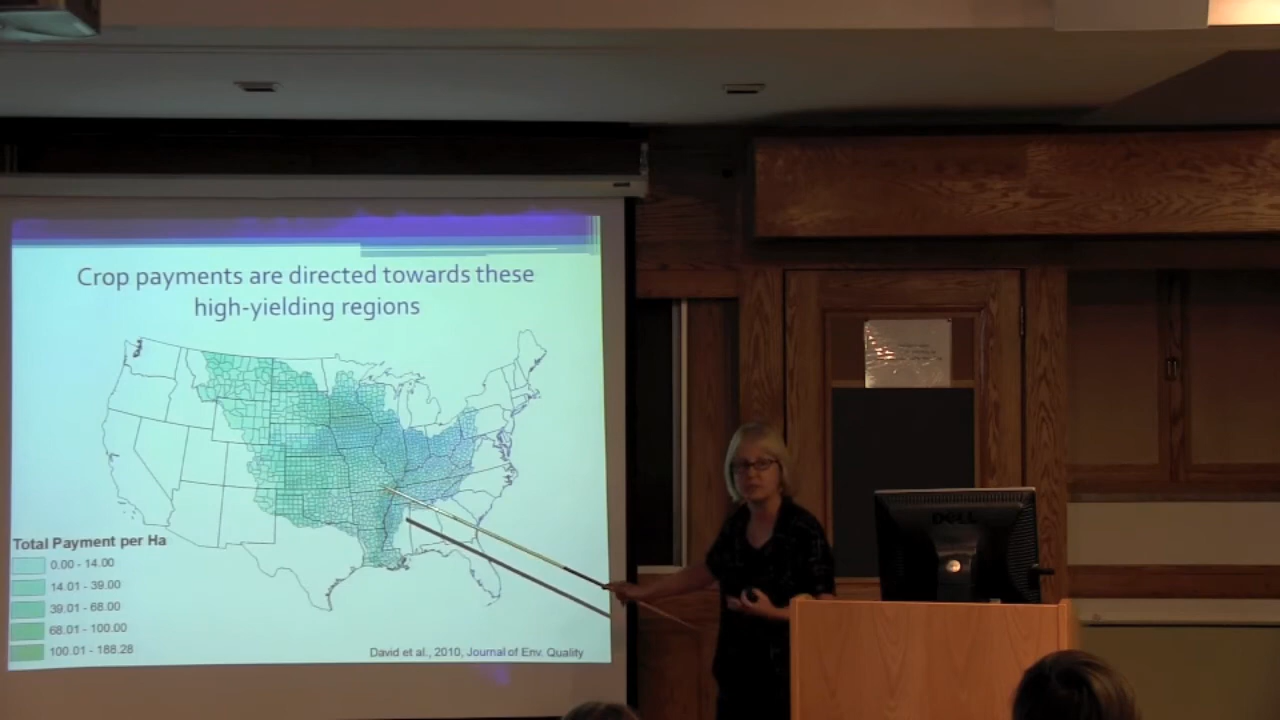 Crop payments are directed towards these
high-yielding regions
Total Payment per Ha
0.00 - 14.00
14.01 - 39.00
39.01 - 68.00
68.01 - 100.00
100.01 - 188.28
David et al., 2010, Journal of Env. Quality
DELL